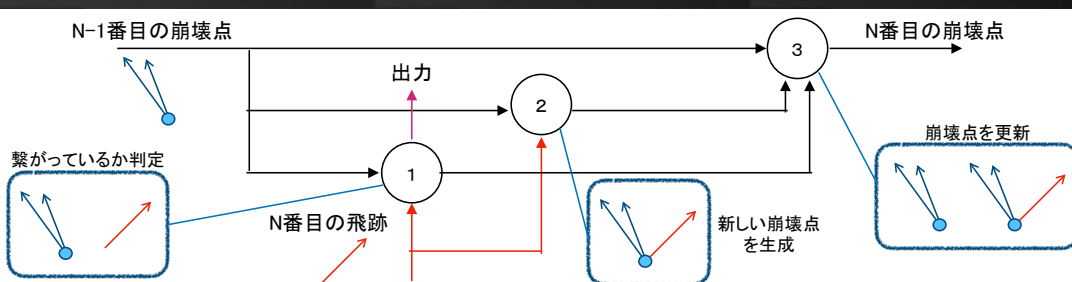 N-1番目の崩壊点
N番目の崩壊点
3
出力
2
崩壊点を更新
繋がっているか判定
1
N番目の飛跡
新しい崩壊点
を生成